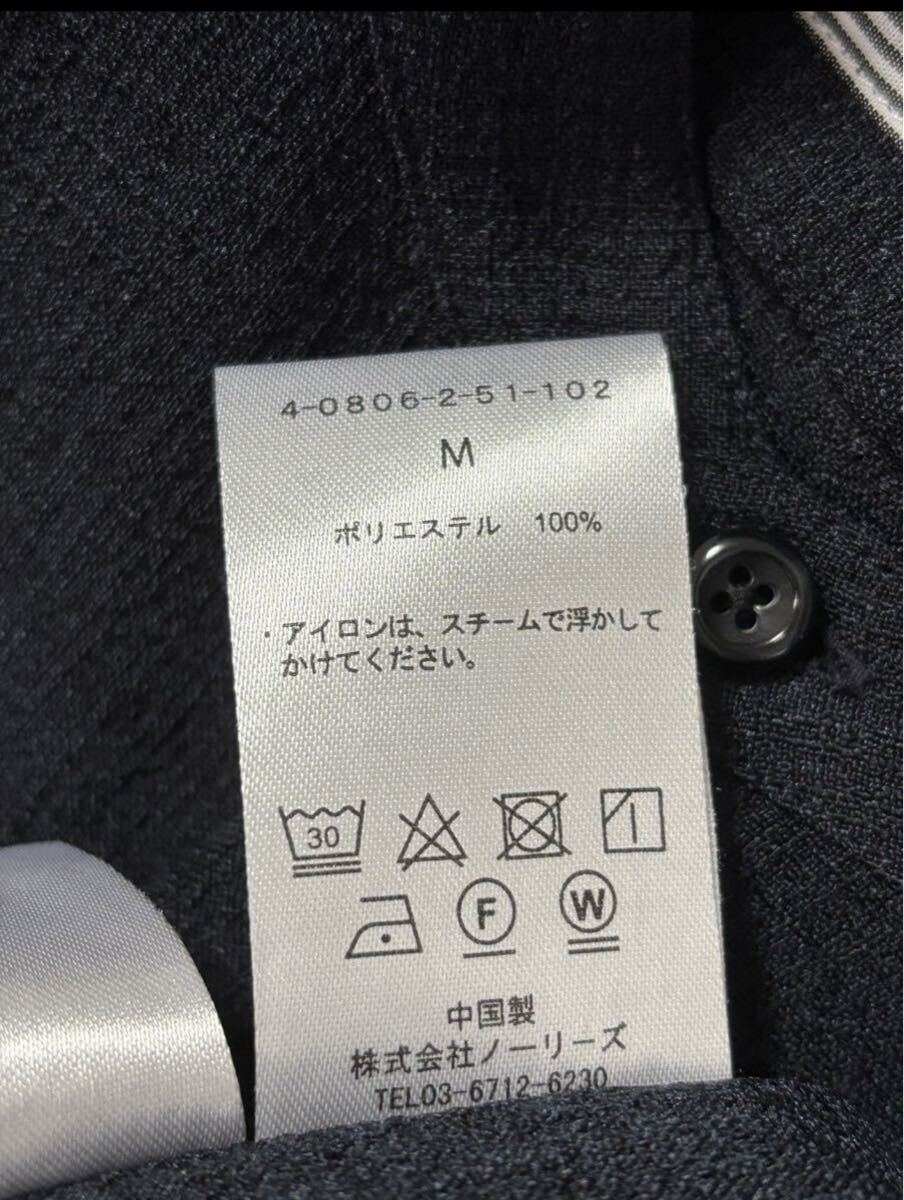 4-0806-2-51-102
M
ポリエステル 100%
・アイロンは、スチームで浮かして
かけてください。
30
F W
中国製
株式会社ノーリーズ
TEL03-6712-6230